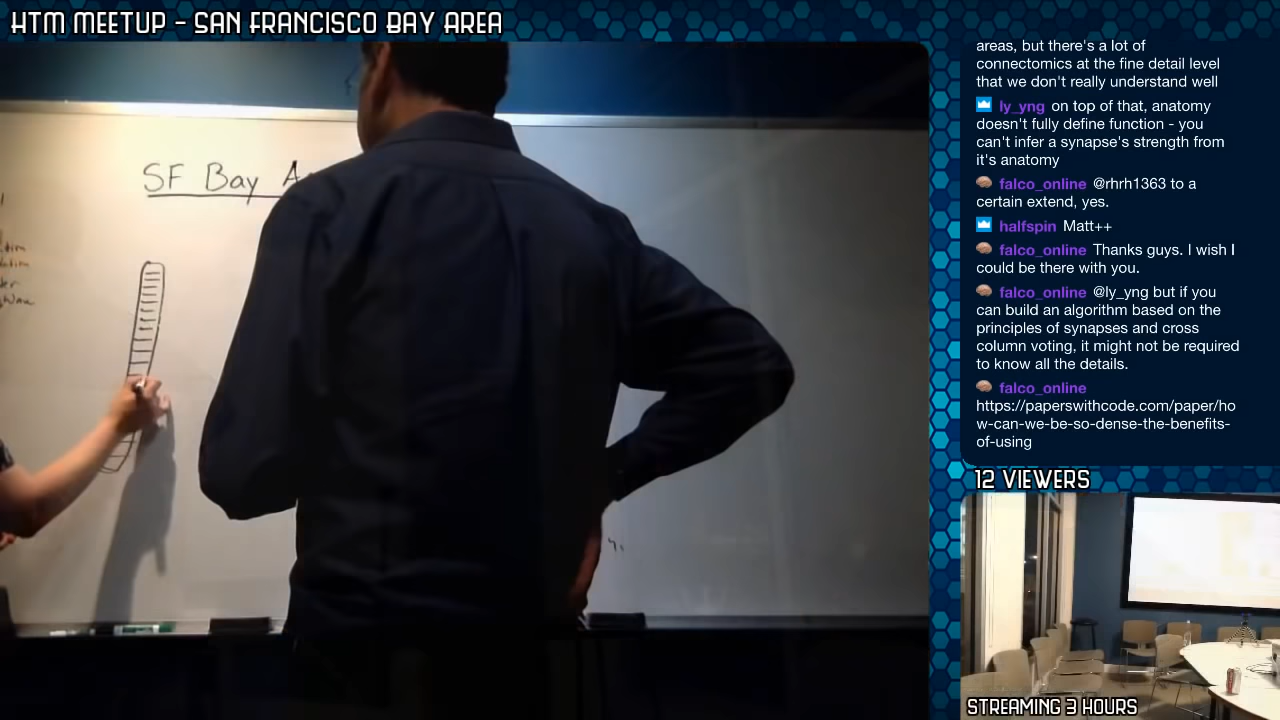 HTM MEETUP - SAN FRANCISCO BAY AREA
SF Bay A
areas, but there's a lot of
connectomics at the fine detail level
that we don't really understand well
ly_yng on top of that, anatomy
doesn't fully define function - you
can't infer a synapse's strength from
it's anatomy
falco_online @rhrh1363 to a
certain extend, yes.
halfspin Matt++
falco_online Thanks guys. I wish I
could be there with you.
falco_online @ly_yng but if you
can build an algorithm based on the
principles of synapses and cross
column voting, it might not be required
to know all the details.
falco_online
https://paperswithcode.com/paper/ho
w-can-we-be-so-dense-the-benefits-
of-using
12 VIEWERS
STREAMING 3 HOURS